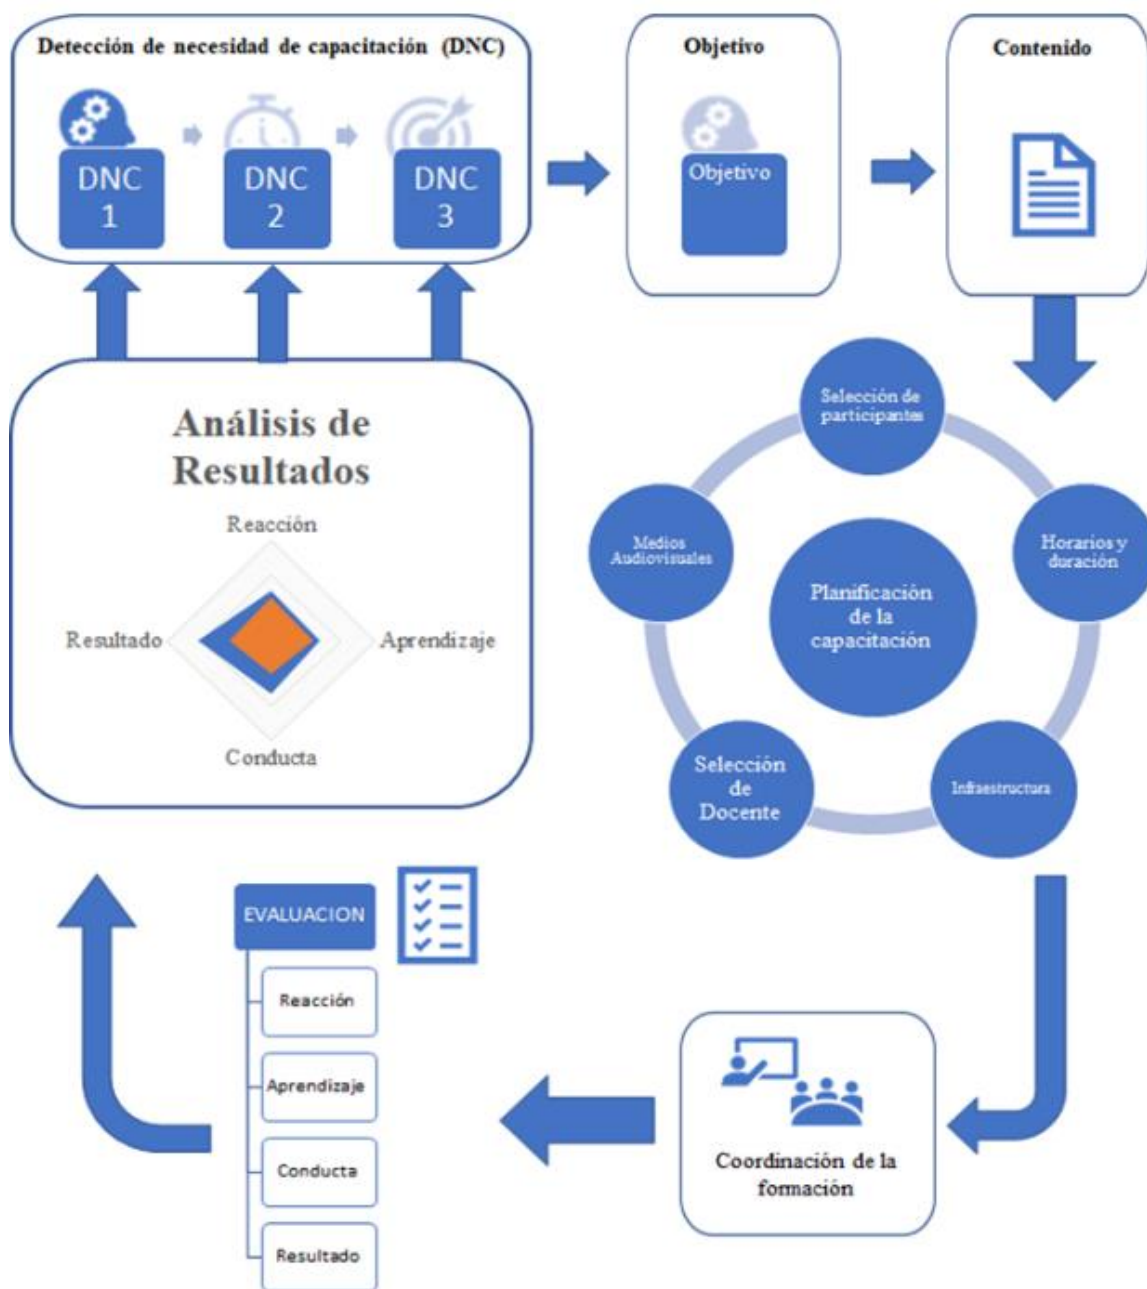 Detección de necesidad de capacitación (DNC)
DNC
1
DNC
2
DNC
3
Objetivo
Objetivo
Contenido
Selección de
participantes
Horarios y
duración
Infraestructura
Selección
de
Docente
Medios
Audiovisuales
Planificación
de la
capacitación
Coordinación de la
formación
EVALUACION
Reacción
Aprendizaje
Conducta
Resultado
Análisis de
Resultados
Reacción
Aprendizaje
Conducta
Resultado